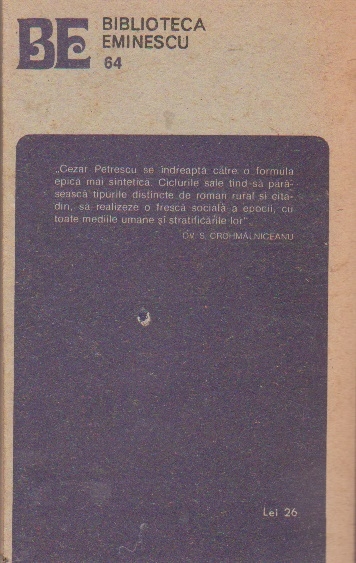 BE BIBLIOTECA
EMINESCU
64
„Cezar Petrescu se îndreaptă către o formulă
epică mai sintetică. Ciclurile sale tind să pără-
sească tipurile distincte de roman rural și cită-
din, să realizeze o frescă socială a epocii, cu
toate mediile umane și stratificările lor”.
OV. S. CROHMĂLNICEANU
Lei 26